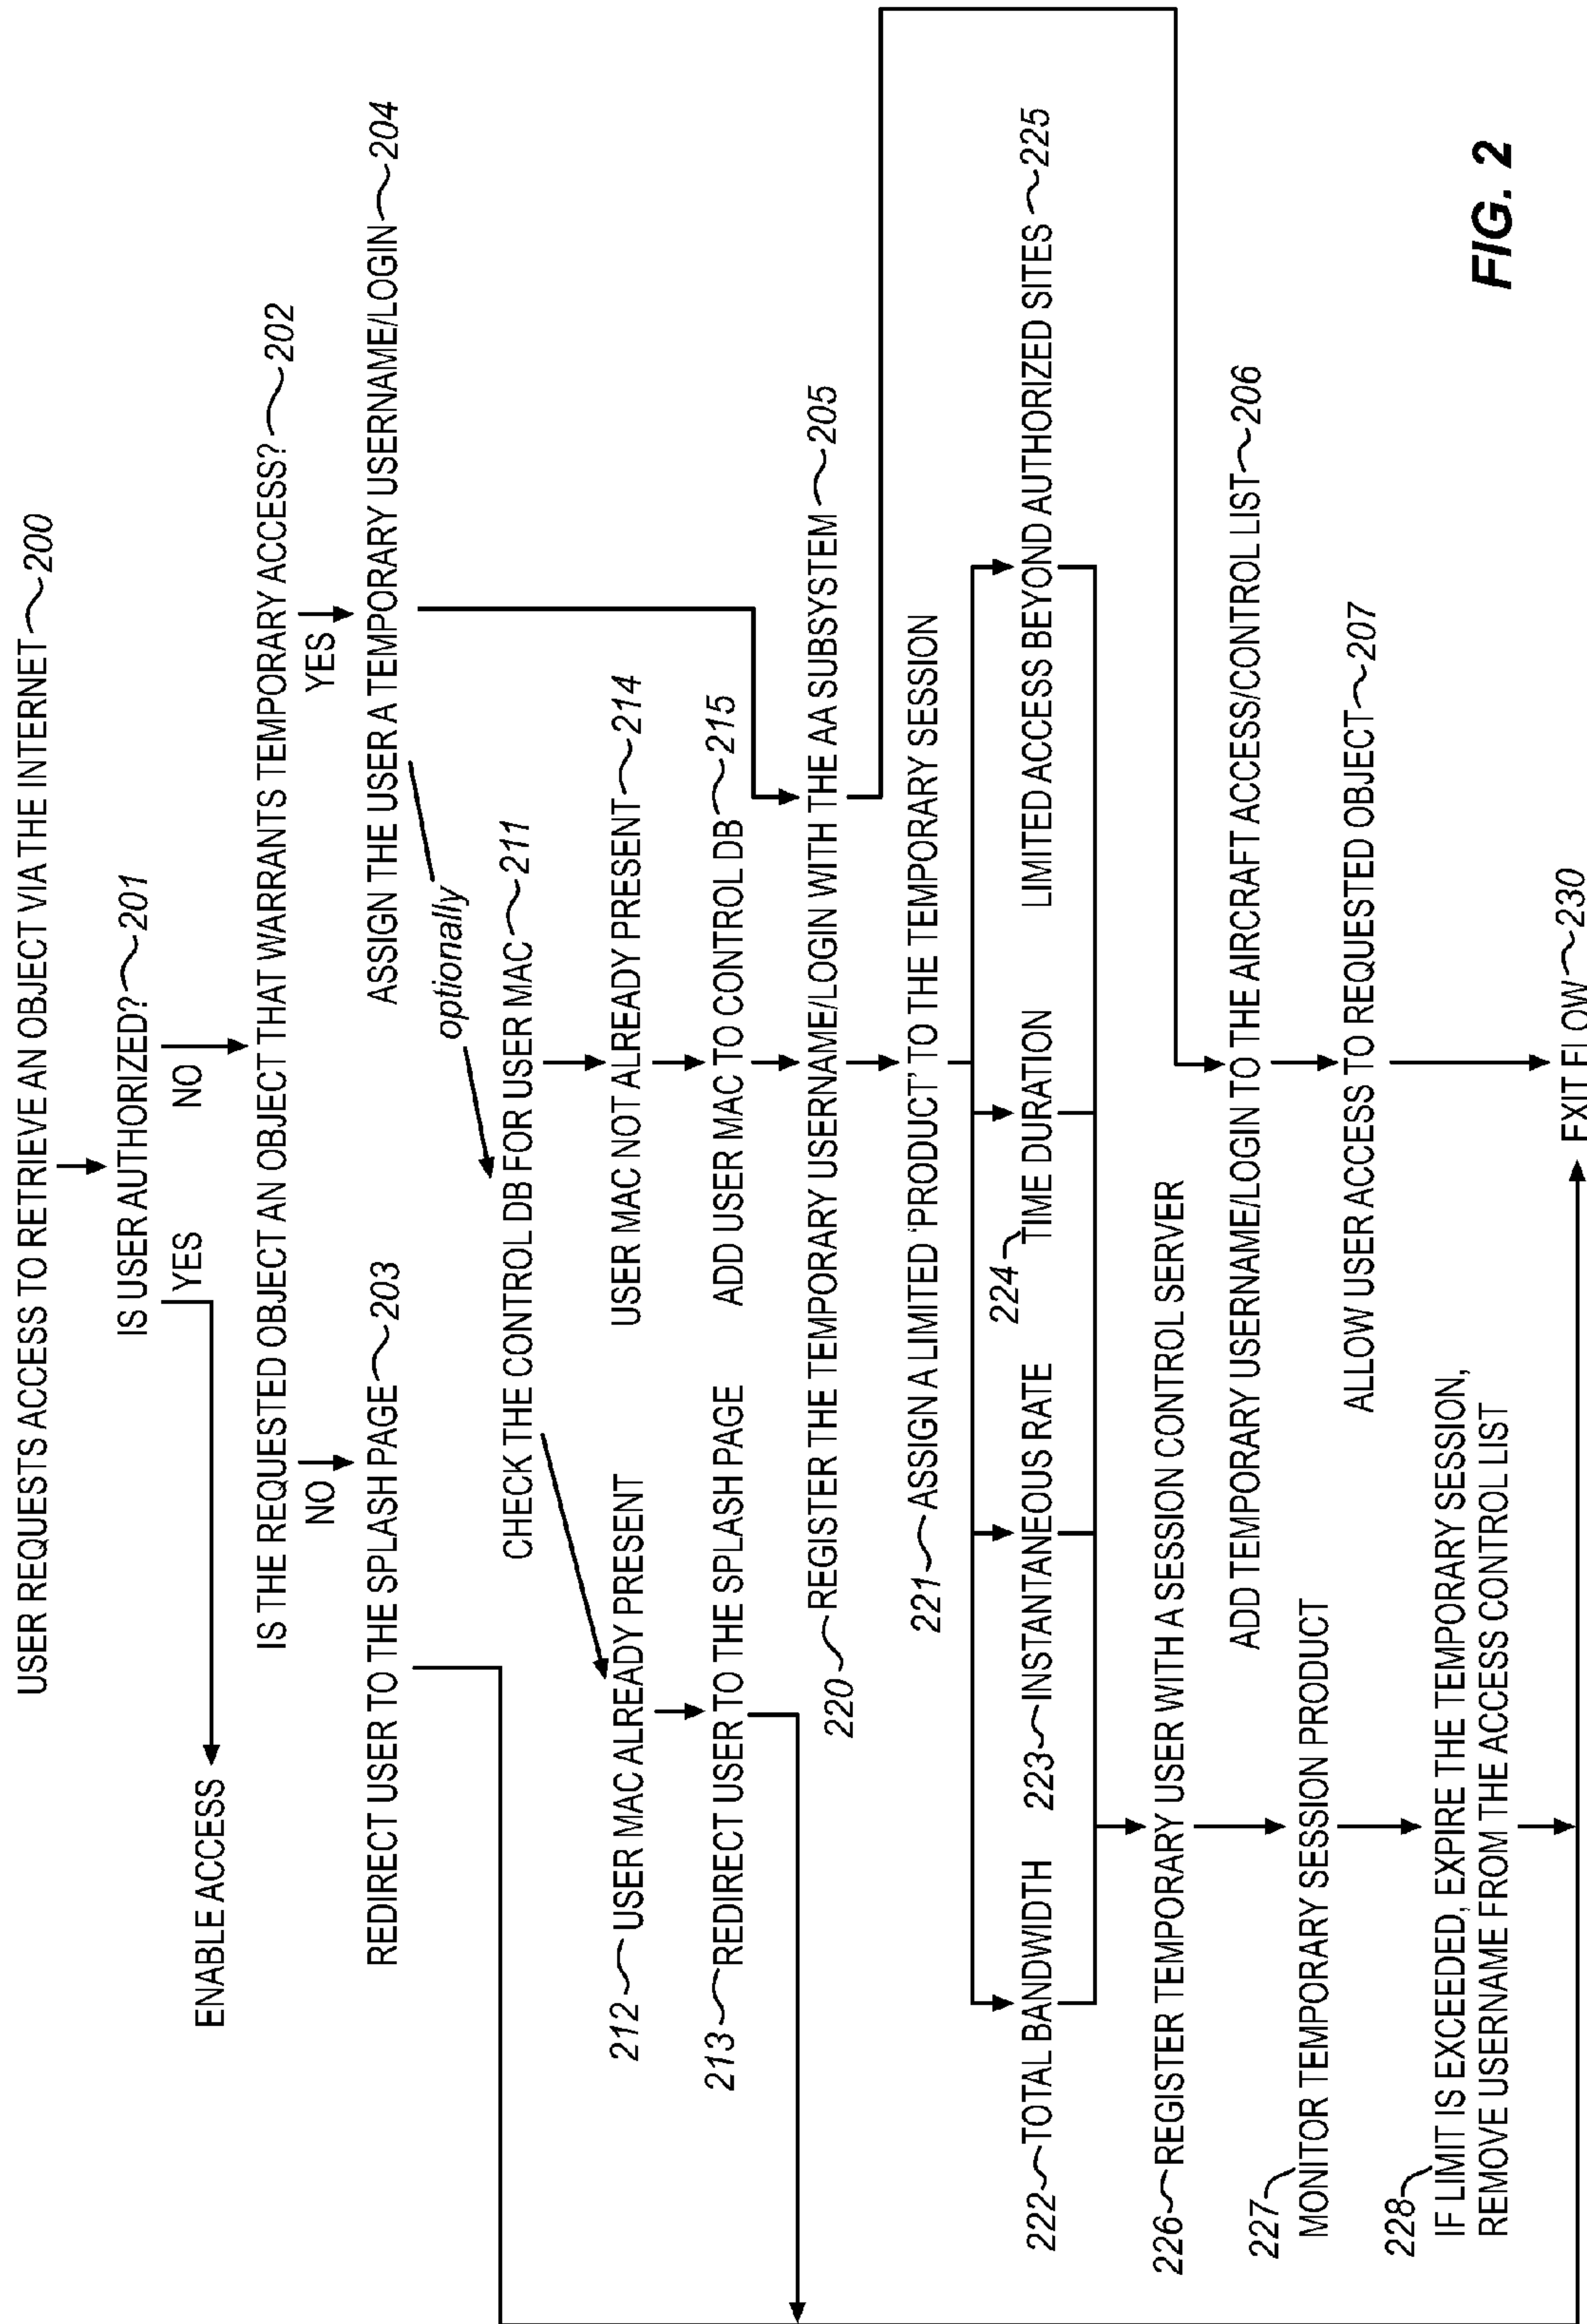 USER REQUESTS ACCESS TO RETRIEVE AN OBJECT VIA THE INTERNET 200
IS USER AUTHORIZED? 201
YES
NO
ENABLE ACCESS
IS THE REQUESTED OBJECT AN OBJECT THAT WARRANTS TEMPORARY ACCESS? 202
NO
YES
REDIRECT USER TO THE SPLASH PAGE 203
ASSIGN THE USER A TEMPORARY USERNAME/LOGIN 204
optionally
CHECK THE CONTROL DB FOR USER MAC 211
212 USER MAC ALREADY PRESENT
USER MAC NOT ALREADY PRESENT 214
213 REDIRECT USER TO THE SPLASH PAGE
ADD USER MAC TO CONTROL DB 215
220 REGISTER THE TEMPORARY USERNAME/LOGIN WITH THE AA SUBSYSTEM 205
221 ASSIGN A LIMITED 'PRODUCT' TO THE TEMPORARY SESSION
222 TOTAL BANDWIDTH
223 INSTANTANEOUS RATE
224 TIME DURATION
LIMITED ACCESS BEYOND AUTHORIZED SITES 225
226 REGISTER TEMPORARY USER WITH A SESSION CONTROL SERVER
ADD TEMPORARY USERNAME/LOGIN TO THE AIRCRAFT ACCESS/CONTROL LIST 206
227
MONITOR TEMPORARY SESSION PRODUCT
ALLOW USER ACCESS TO REQUESTED OBJECT 207
228
IF LIMIT IS EXCEEDED, EXPIRE THE TEMPORARY SESSION,
REMOVE USERNAME FROM THE ACCESS CONTROL LIST
EXIT FLOW 230
FIG. 2